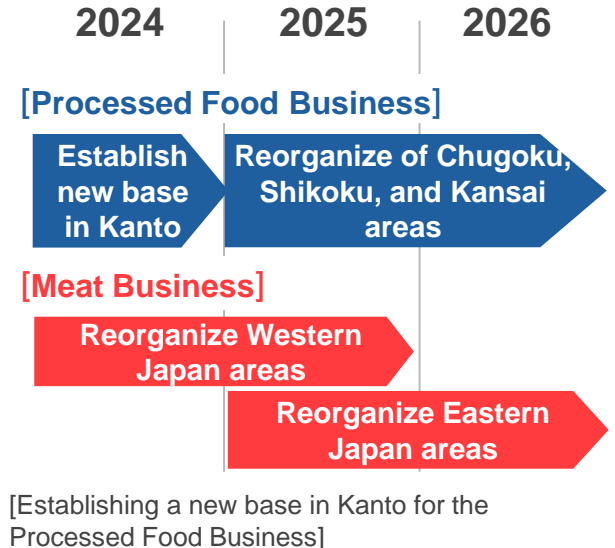 2024 2025 2026
[Processed Food Business]
Establish
new base
in Kanto
Reorganize of Chugoku,
Shikoku, and Kansai
areas
[Meat Business]
Reorganize Western
Japan areas
Reorganize Eastern
Japan areas
[Establishing a new base in Kanto for the
Processed Food Business]